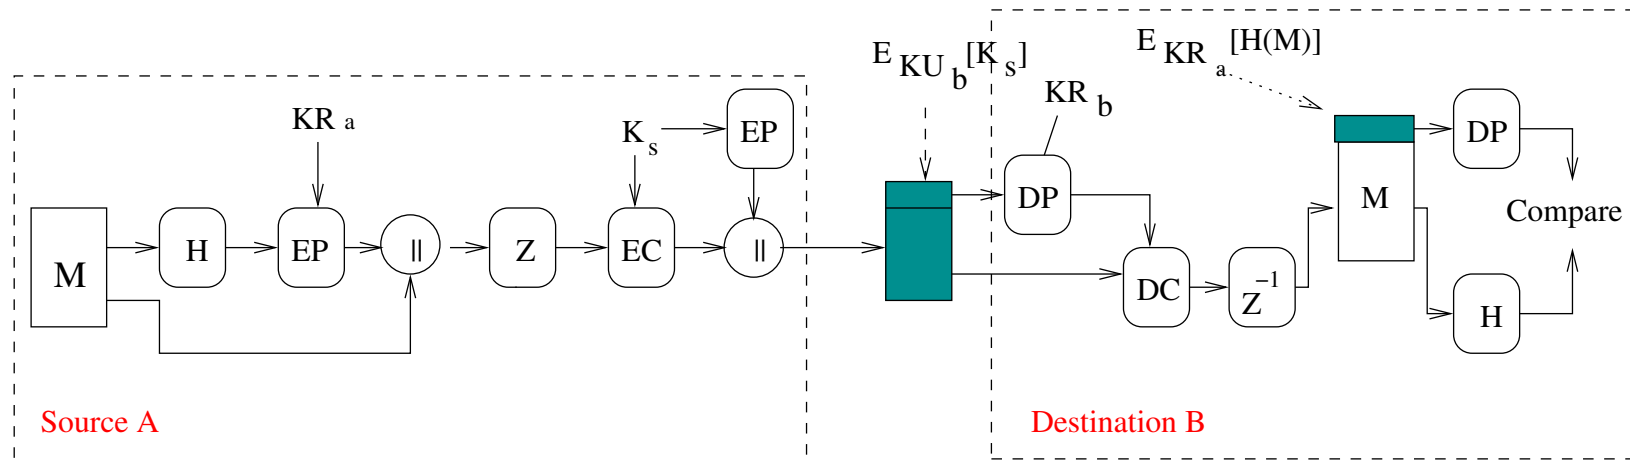 E KU b [K s]
E KR a [H(M)]
KR a
K s
EP
KR b
DP
DP
M
H
EP
||
Z
EC
||
DC
Z −1
M
H
Compare
Source A
Destination B